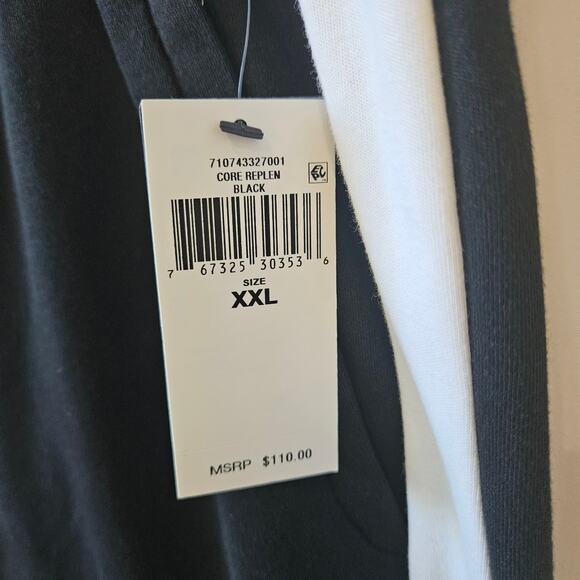 710743327001
CORE REPLEN
BLACK
7 67325 30353 6
SIZE
XXL
MSRP $110.00